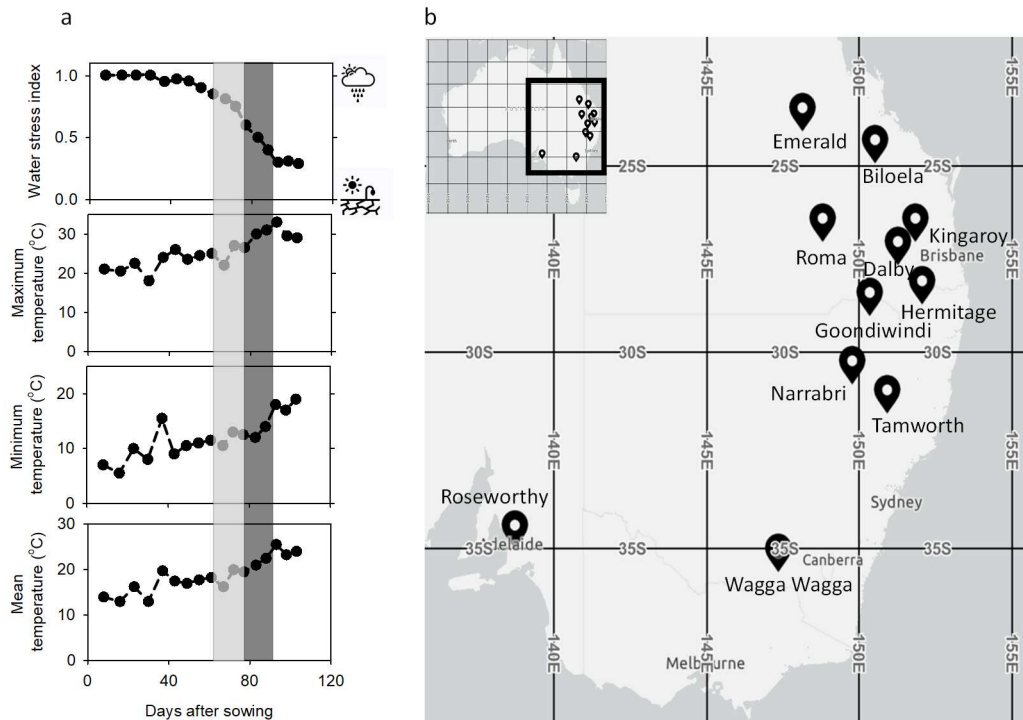 a
Water stress index
1.0
0.5
0.0
Maximum
temperature (°C)
30
20
10
0
Minimum
temperature (°C)
20
10
0
Mean
temperature (°C)
30
20
10
0
0 40 80 120
Days after sowing
b
145E 150E 155E
Emerald
25S 25S 25S
Biloela
Roma
Kingaroy
Dalby
Brisbane
140E 145E 150E 155E
Hermitage
Goondiwindi
30S 30S 30S
Narrabri
Tamworth
140E 145E 150E 155E
Roseworthy
Sydney
35S 35S 35S 35S
Canberra
Wagga Wagga
Melbourne
140E 145E 150E 155E